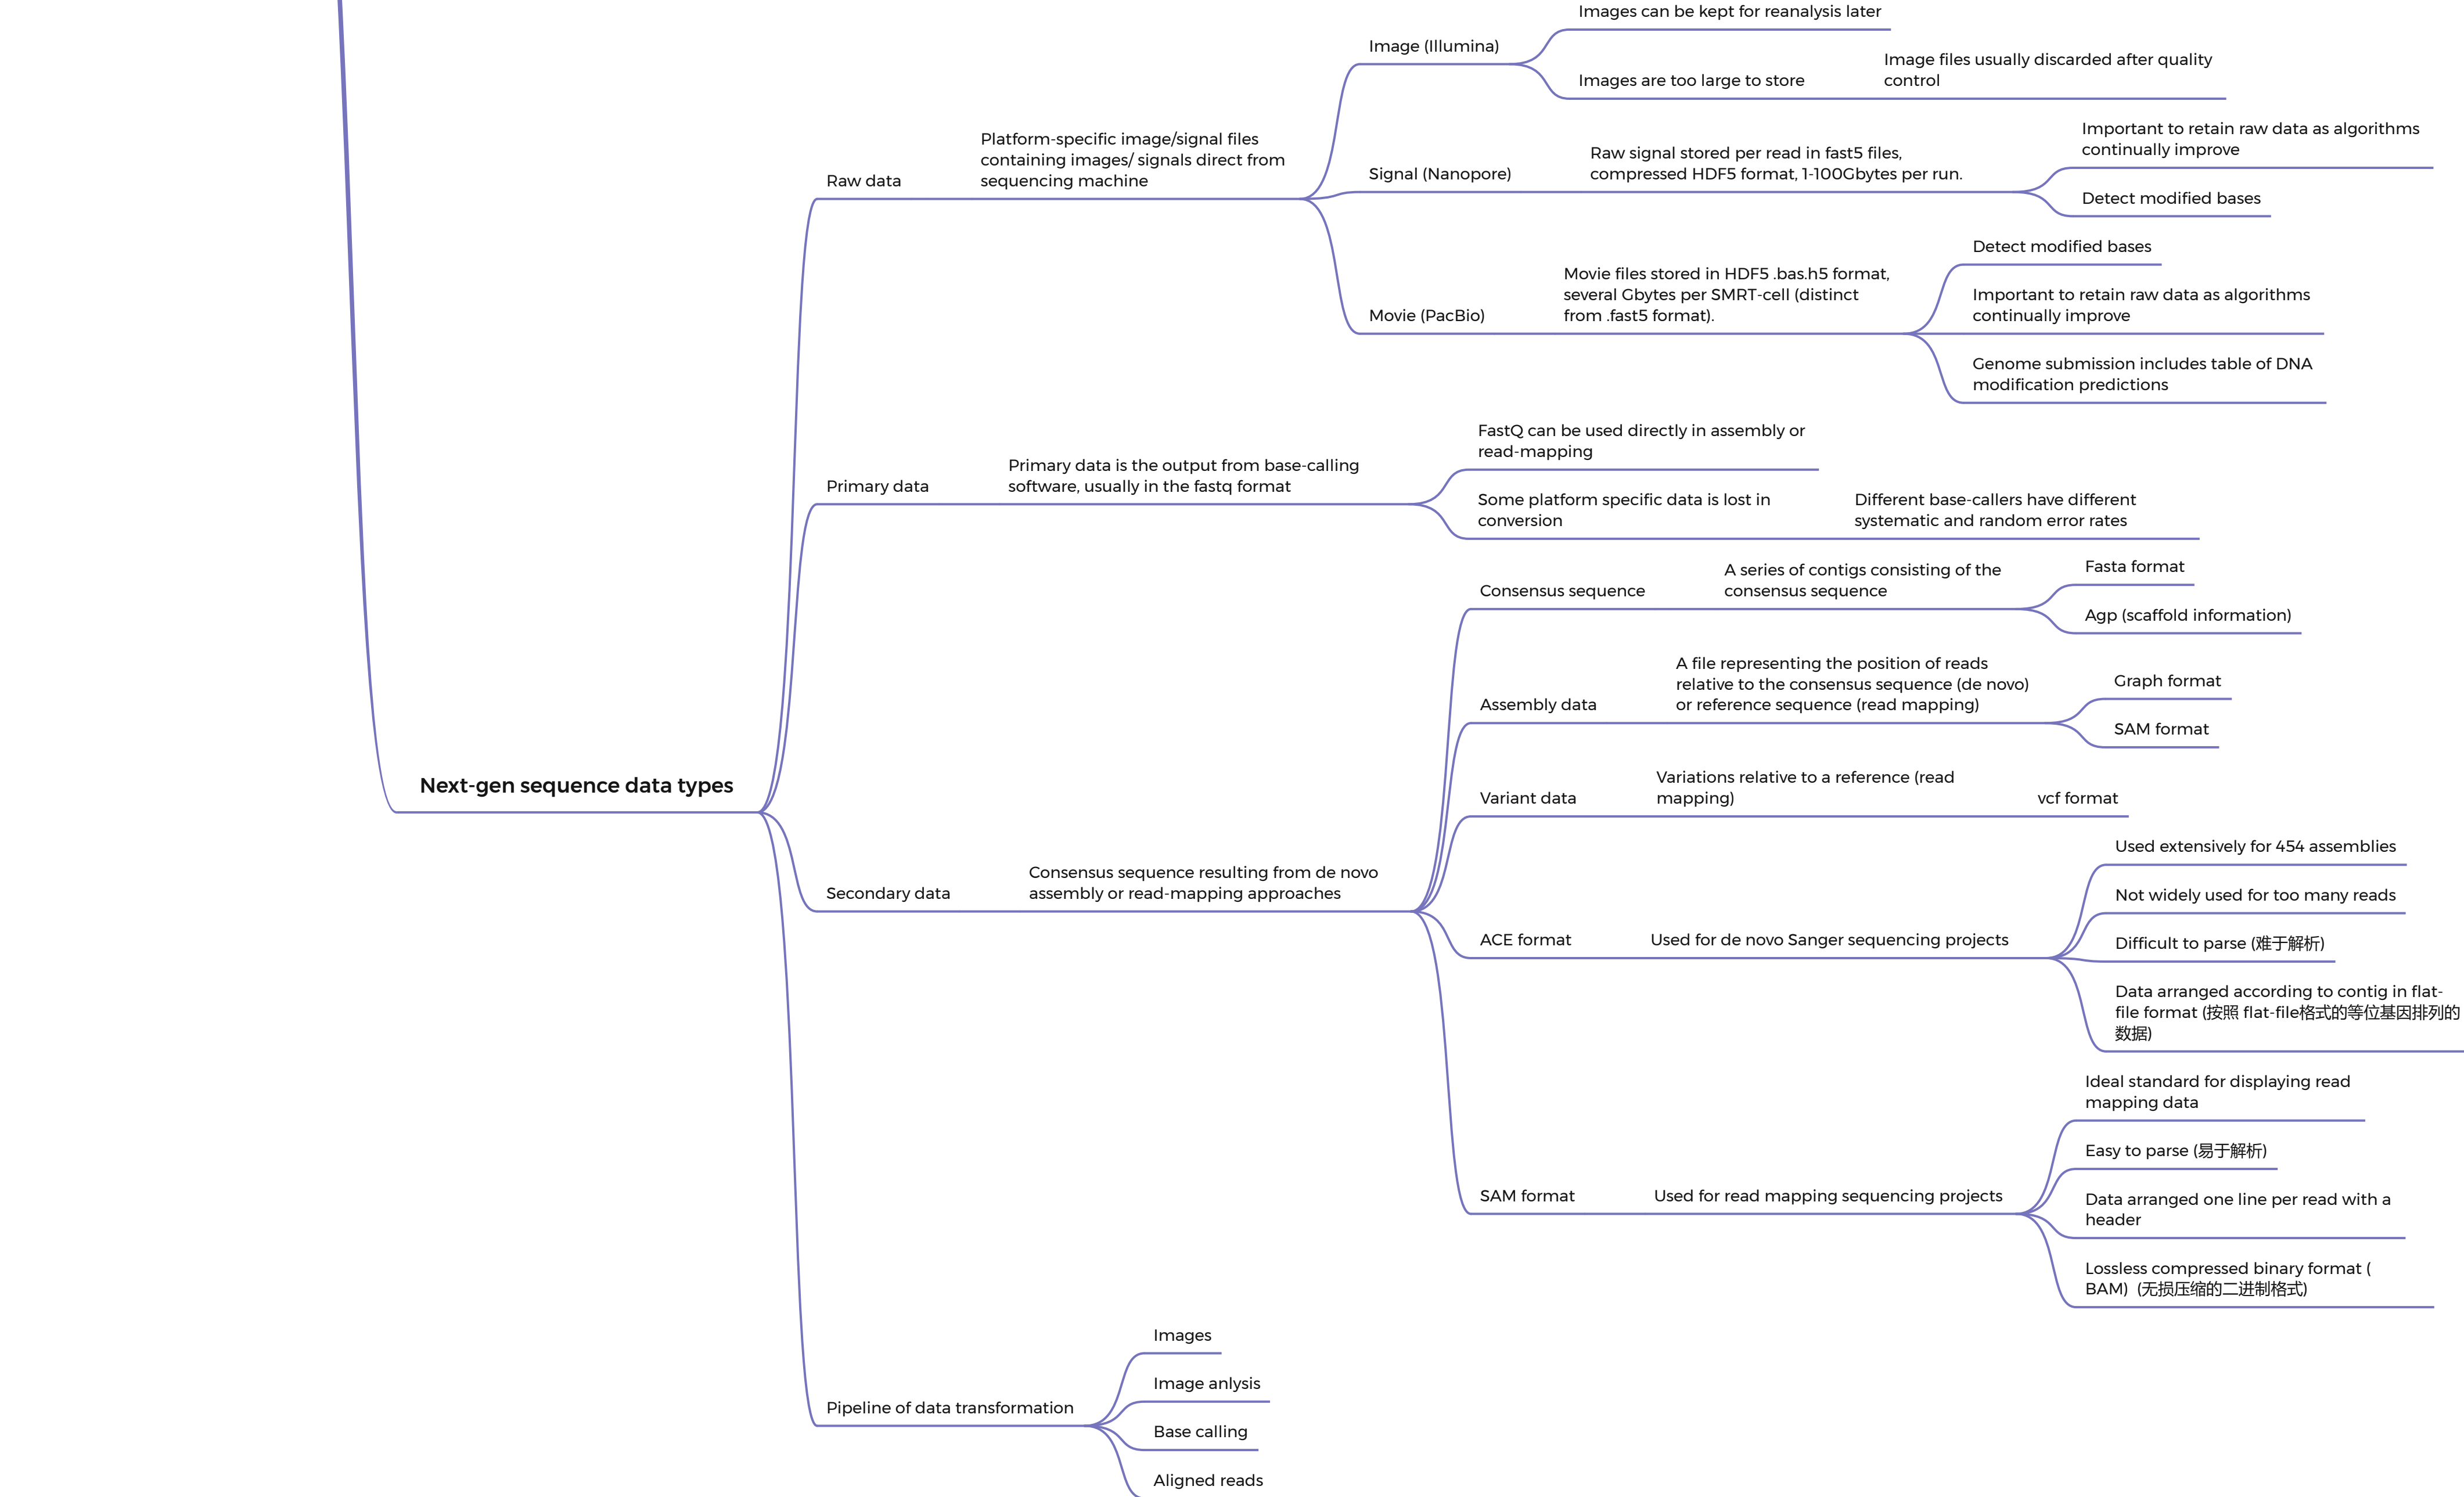 Next-gen sequence data types
Raw data
Platform-specific image/signal files
containing images/ signals direct from
sequencing machine
Image (Illumina)
Images can be kept for reanalysis later
Images are too large to store
Image files usually discarded after quality
control
Signal (Nanopore)
Raw signal stored per read in fast5 files,
compressed HDF5 format, 1-100Gbytes per run.
Important to retain raw data as algorithms
continually improve
Detect modified bases
Movie (PacBio)
Movie files stored in HDF5 .bas.h5 format,
several Gbytes per SMRT-cell (distinct
from .fast5 format).
Detect modified bases
Important to retain raw data as algorithms
continually improve
Genome submission includes table of DNA
modification predictions
Primary data
Primary data is the output from base-calling
software, usually in the fastq format
FastQ can be used directly in assembly or
read-mapping
Some platform specific data is lost in
conversion
Different base-callers have different
systematic and random error rates
Secondary data
Consensus sequence resulting from de novo
assembly or read-mapping approaches
Consensus sequence
A series of contigs consisting of the
consensus sequence
Fasta format
Agp (scaffold information)
Assembly data
A file representing the position of reads
relative to the consensus sequence (de novo)
or reference sequence (read mapping)
Graph format
SAM format
Variant data
Variations relative to a reference (read
mapping)
vcf format
ACE format
Used for de novo Sanger sequencing projects
Used extensively for 454 assemblies
Not widely used for too many reads
Difficult to parse (难于解析)
Data arranged according to contig in flat-
file format (按照 flat-file格式的等位基因排列的
数据)
SAM format
Used for read mapping sequencing projects
Ideal standard for displaying read
mapping data
Easy to parse (易于解析)
Data arranged one line per read with a
header
Lossless compressed binary format (
BAM)  (无损压缩的二进制格式)
Pipeline of data transformation
Images
Image anlysis
Base calling
Aligned reads